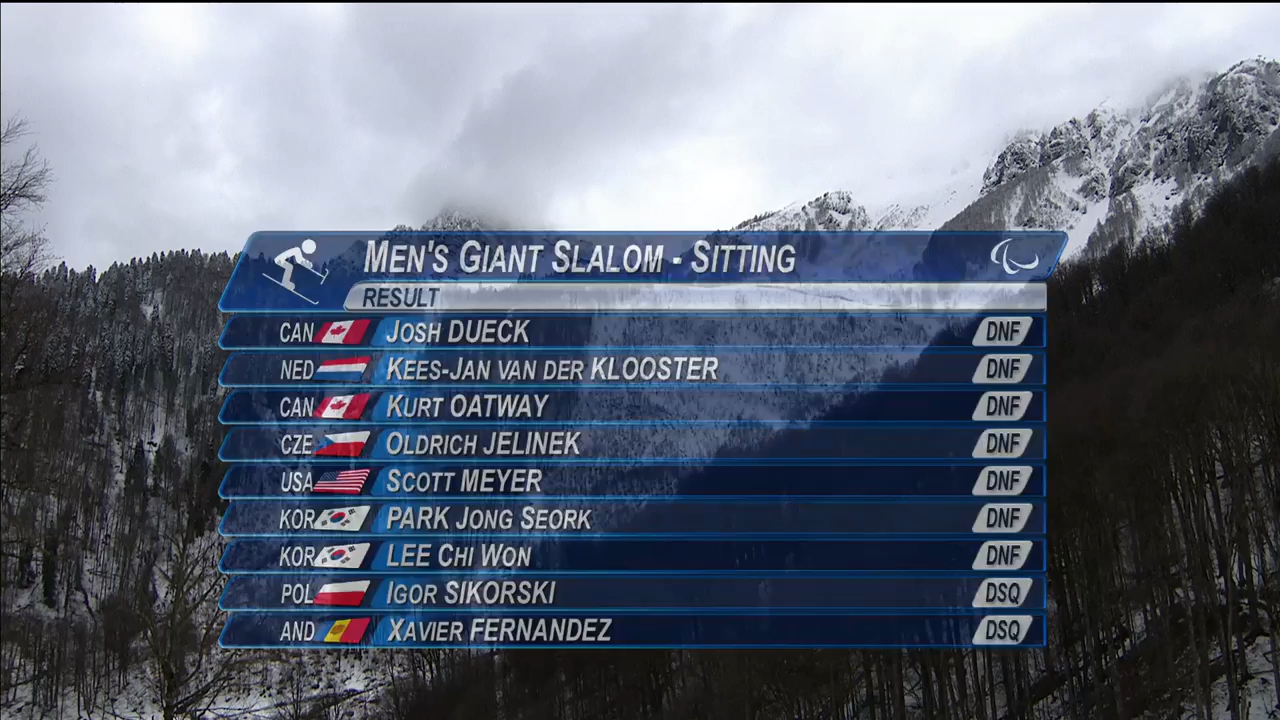 MEN'S GIANT SLALOM - SITTING
RESULT
CAN JOSH DUECK DNF
NED KEES-JAN VAN DER KLOOSTER DNF
CAN KURT OATWAY DNF
CZE OLDRICH JELINEK DNF
USA SCOTT MEYER DNF
KOR PARK JONG SEORK DNF
KOR LEE CHI WON DNF
POL IGOR SIKORSKI DSQ
AND XAVIER FERNANDEZ DSQ